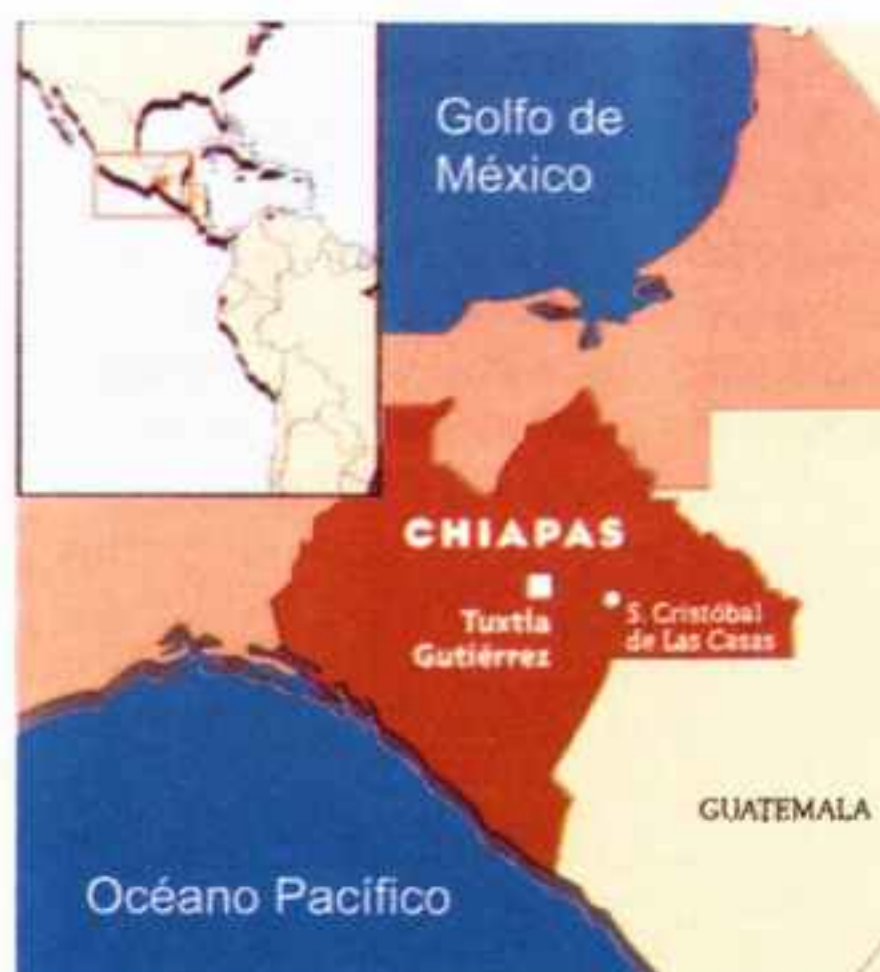 Golfo de
México
CHIAPAS
Tuxtla
Gutiérrez
S. Cristóbal
de Las Casas
GUATEMALA
Océano Pacífico